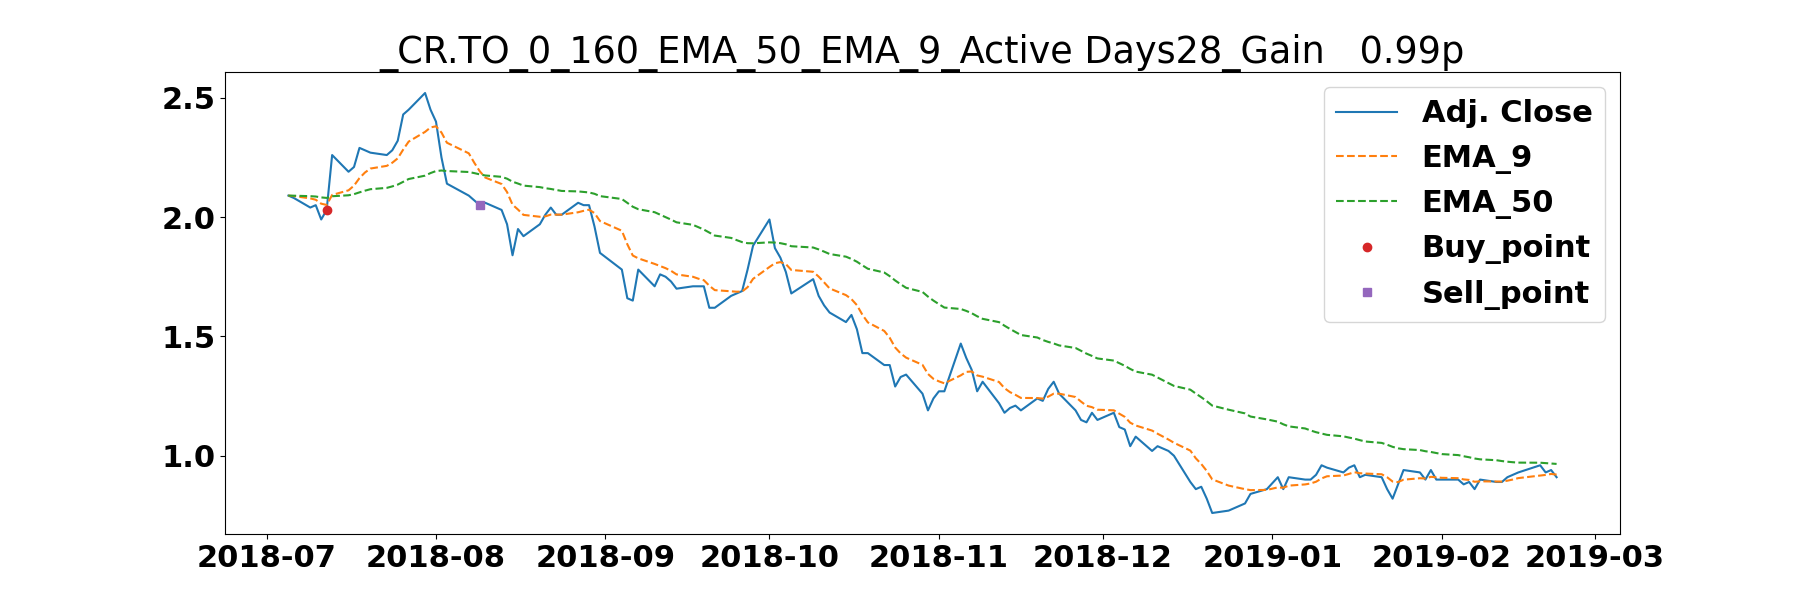 _CR.TO_0_160_EMA_50_EMA_9_Active Days28_Gain   0.99p
2.5
2.0
1.5
1.0
Adj. Close
EMA_9
EMA_50
Buy_point
Sell_point
2018-07 2018-08 2018-09 2018-10 2018-11 2018-12 2019-01 2019-02 2019-03